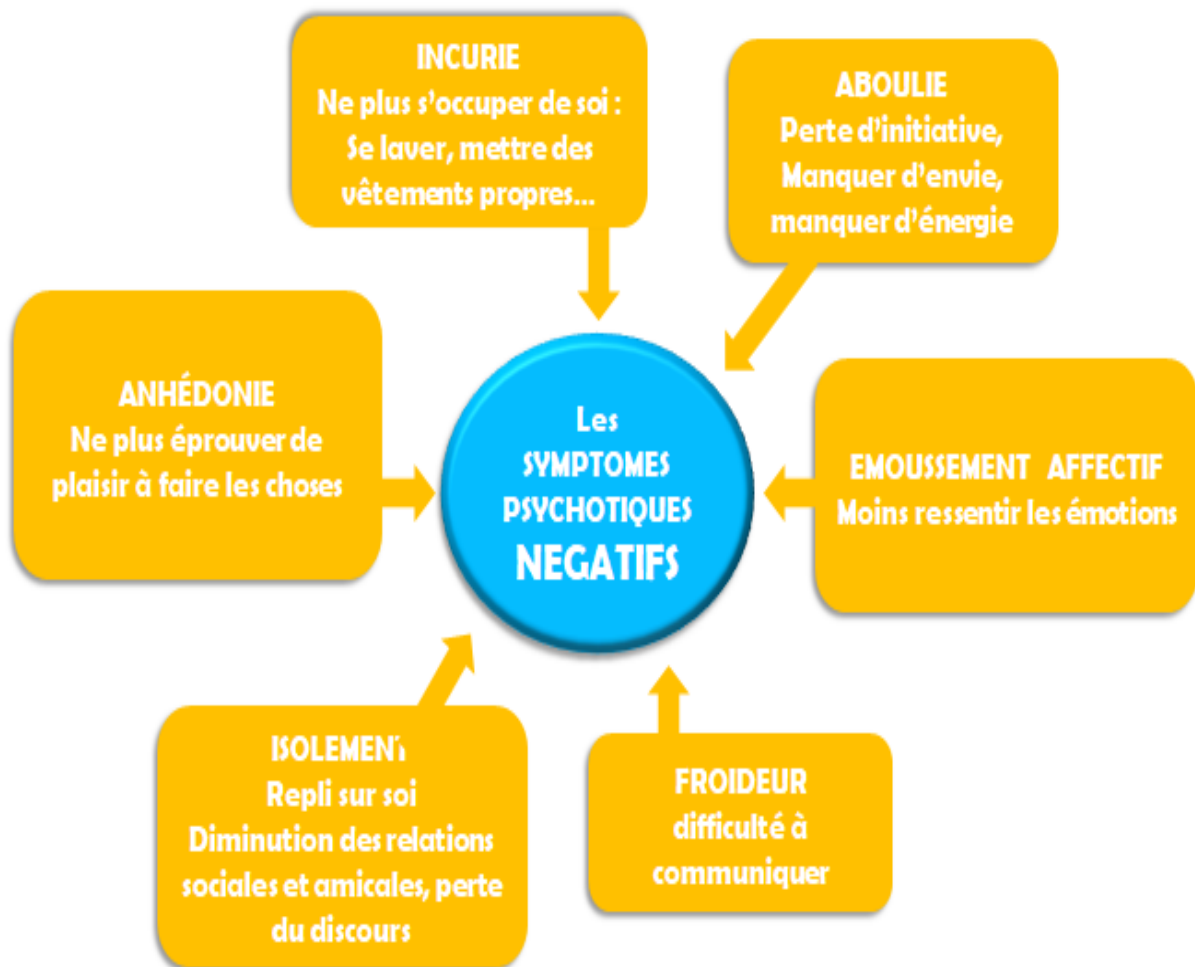 INCURIE
Ne plus s'occuper de soi :
Se laver, mettre des
vêtements propres...
ABOULIE
Perte d'initiative,
Manquer d'envie,
manquer d'énergie
ANHÉDONIE
Ne plus éprouver de
plaisir à faire les choses
Les
SYMPTOMES
PSYCHOTIQUES
NEGATIFS
EMOUSSEMENT AFFECTIF
Moins ressentir les émotions
ISOLEMENT
Repli sur soi
Diminution des relations
sociales et amicales, perte
du discours
FROIDEUR
difficulté à
communiquer